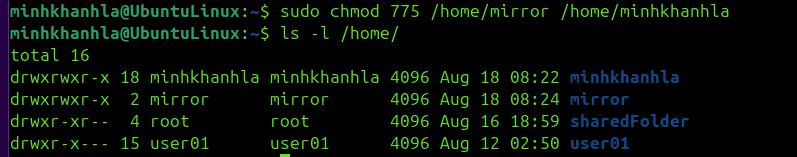 minhkhanhla@UbuntuLinux:~$ sudo chmod 775 /home/mirror /home/minhkhanhla
minhkhanhla@UbuntuLinux:~$ ls -l /home/
total 16
drwxrwxr-x 18 minhkhanhla minhkhanhla 4096 Aug 18 08:22 minhkhanhla
drwxrwxr-x  2 mirror      mirror      4096 Aug 18 08:24 mirror
drwxr-xr--  4 root        root        4096 Aug 16 18:59 sharedFolder
drwxr-x--- 15 user01      user01      4096 Aug 12 02:50 user01